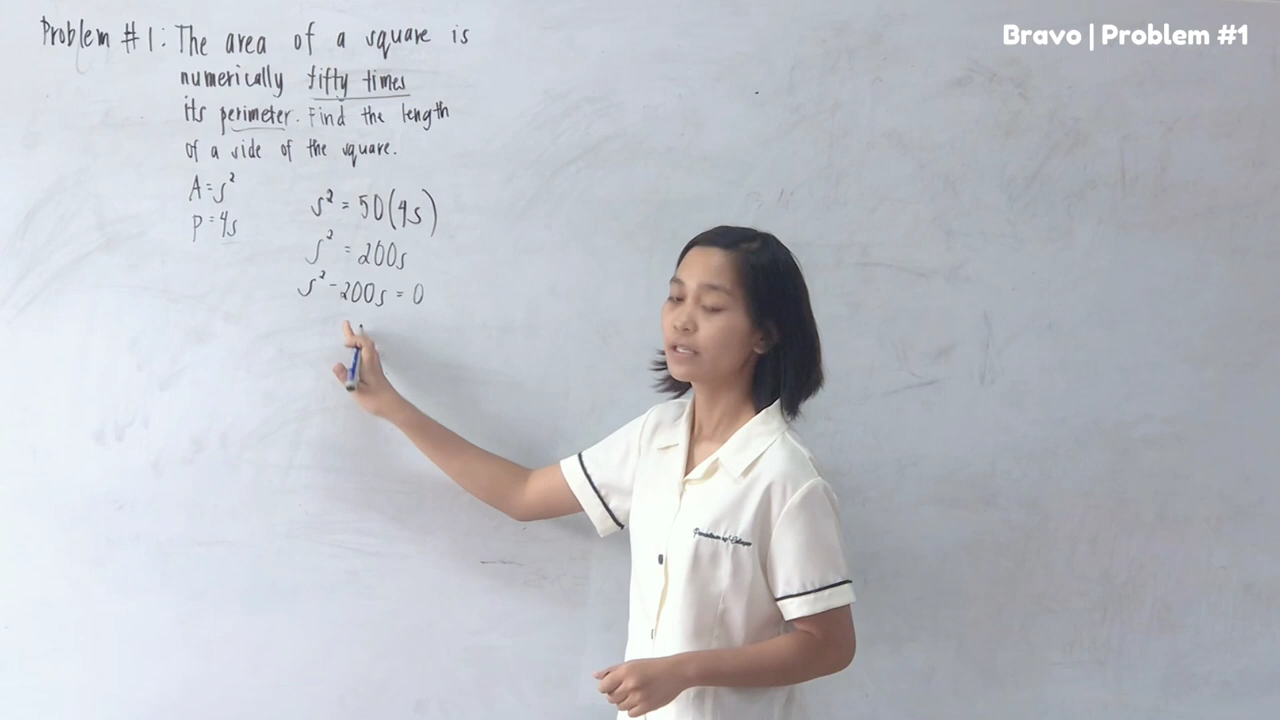 Bravo | Problem #1
Problem #1: The area of a square is
numerically fifty times
its perimeter. Find the length
of a side of the square.
A=s²
P=4s
s² = 50(4s)
s² = 200s
s² - 200s = 0